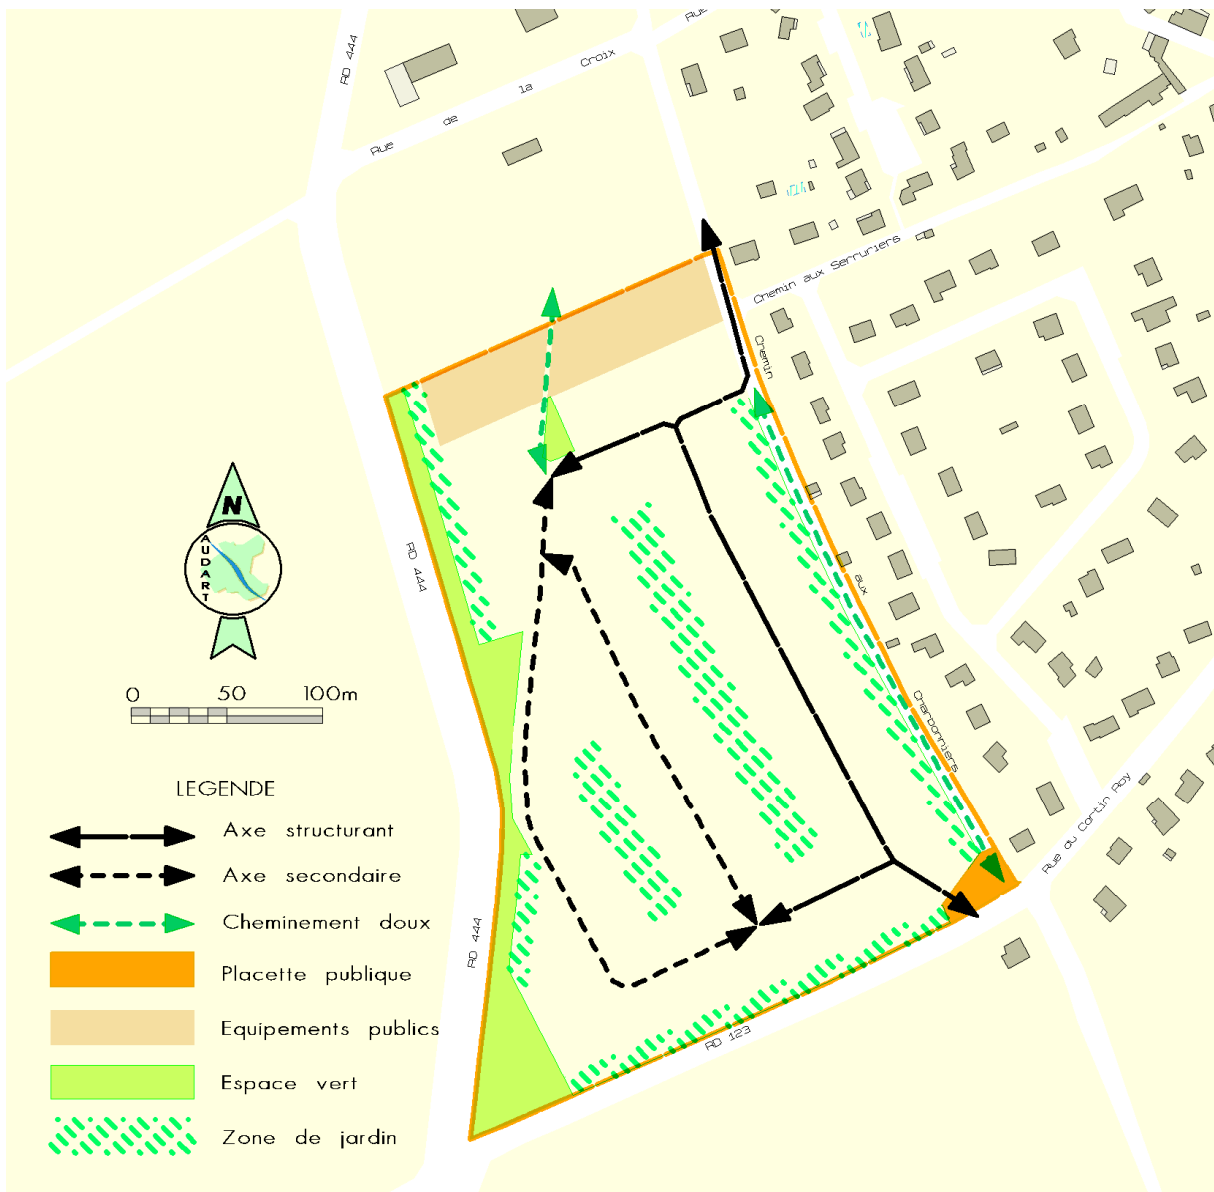 Rue
RD 444
Rue de la Croix
Chemin aux Serruriers
Chemin aux Charbonniers
RD 444
N
AUDART
0 50 100m
Rue du Cortin Roy
RD 444
RD 123
LEGENDE
Axe structurant
Axe secondaire
Cheminement doux
Placette publique
Equipements publics
Espace vert
Zone de jardin